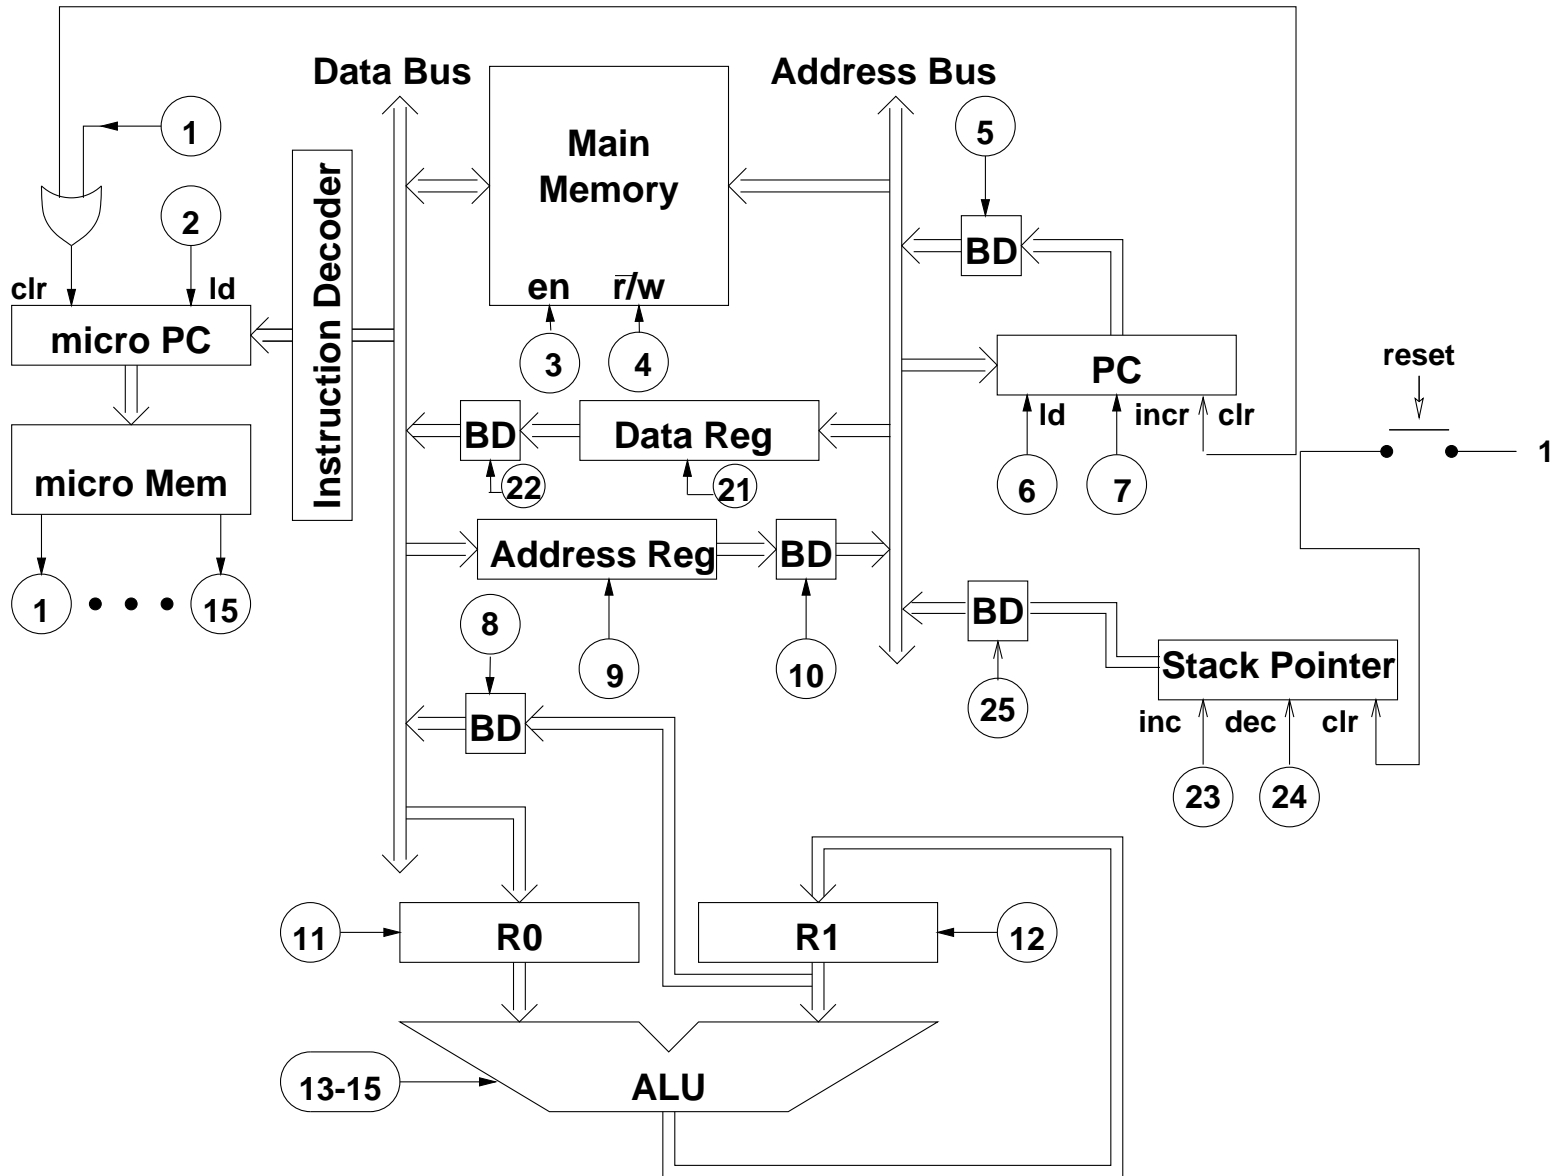 Data Bus
Address Bus
1
5
Main
Memory
Instruction Decoder
2
BD
clr
ld
en
r̅/w
micro PC
3
4
PC
reset
ld
incr
clr
BD
Data Reg
micro Mem
1
22
21
6
7
Address Reg
BD
1
15
8
BD
9
10
Stack Pointer
25
BD
inc
dec
clr
23
24
11
R0
R1
12
13-15
ALU